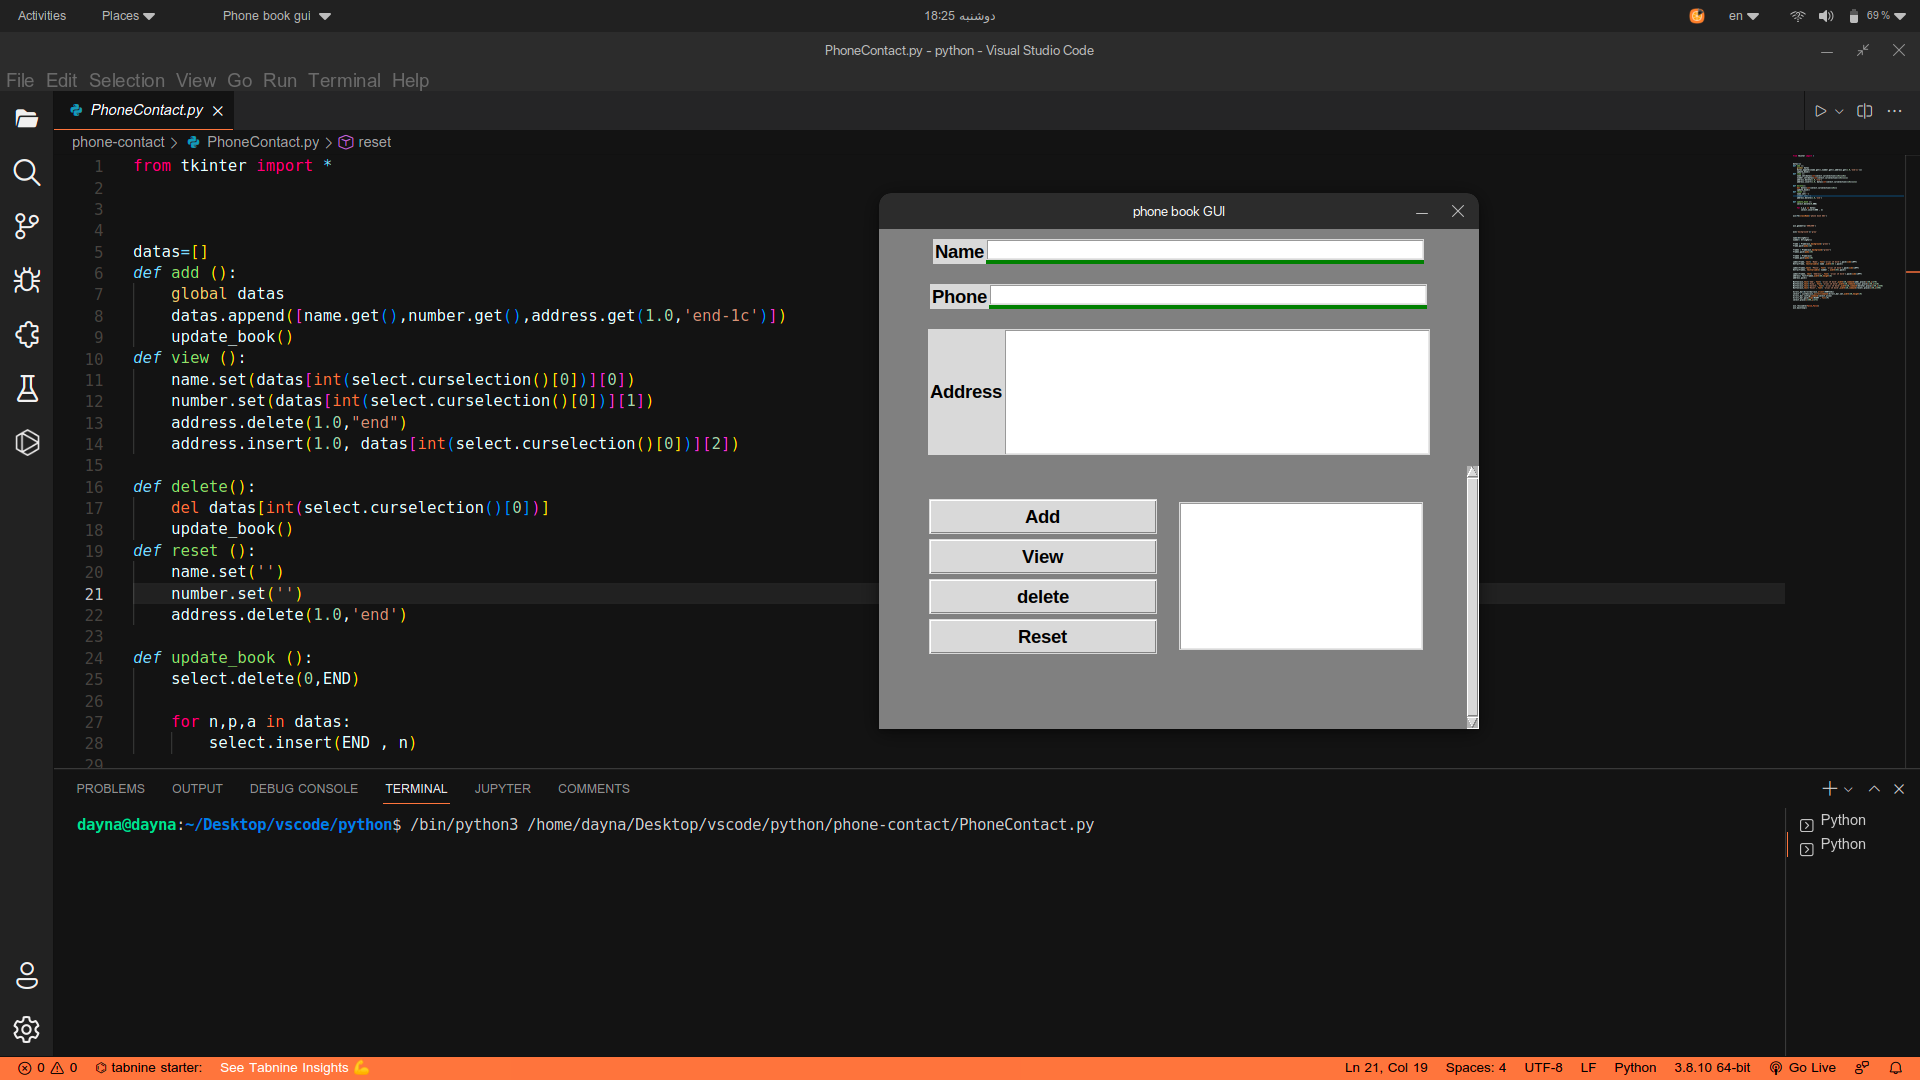 Activities Places Phone book gui دوشنبه 18:25 en 69 %
PhoneContact.py - python - Visual Studio Code
File Edit Selection View Go Run Terminal Help
PhoneContact.py
phone-contact > PhoneContact.py > reset
1 from tkinter import *
2
3
4
5 datas=[]
6 def add ():
7 global datas
8 datas.append([name.get(),number.get(),address.get(1.0,'end-1c')])
9 update_book()
10 def view ():
11 name.set(datas[int(select.curselection()[0])][0])
12 number.set(datas[int(select.curselection()[0])][1])
13 address.delete(1.0,"end")
14 address.insert(1.0, datas[int(select.curselection()[0])][2])
15
16 def delete():
17 del datas[int(select.curselection()[0])]
18 update_book()
19 def reset ():
20 name.set('')
21 number.set('')
22 address.delete(1.0,'end')
23
24 def update_book ():
25 select.delete(0,END)
26
27 for n,p,a in datas:
28 select.insert(END , n)
29
phone book GUI
Name
Phone
Address
Add
View
delete
Reset
PROBLEMS OUTPUT DEBUG CONSOLE TERMINAL JUPYTER COMMENTS
dayna@dayna:~/Desktop/vscode/python$ /bin/python3 /home/dayna/Desktop/vscode/python/phone-contact/PhoneContact.py
Python
Python
0 0 tabnine starter: See Tabnine Insights 💪 Ln 21, Col 19 Spaces: 4 UTF-8 LF Python 3.8.10 64-bit Go Live